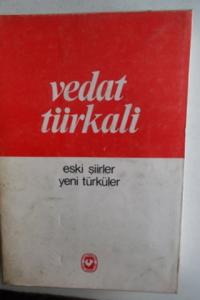 vedat
türkali
eski şiirler
yeni türküler